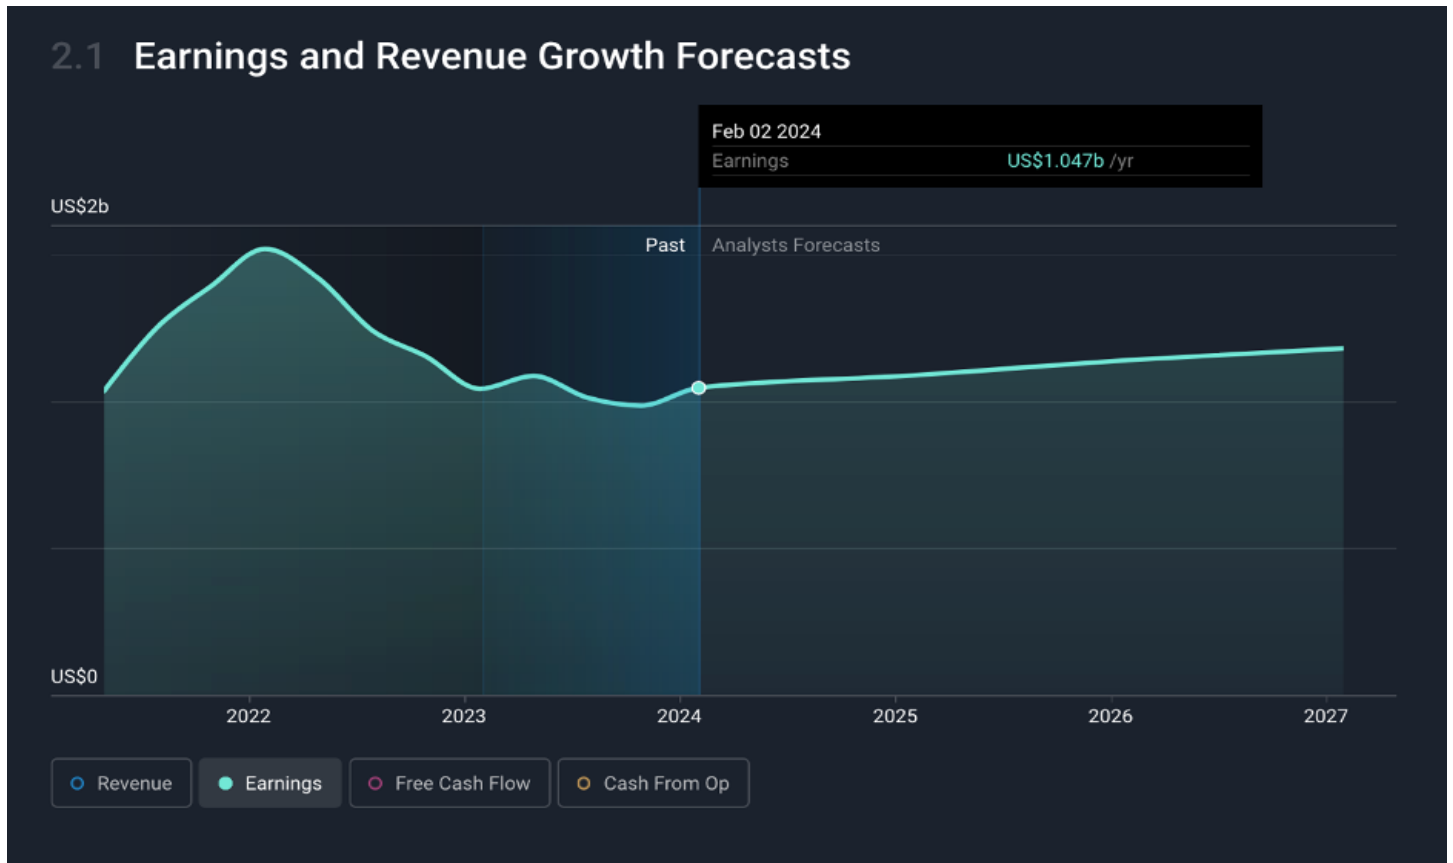 2.1 Earnings and Revenue Growth Forecasts
Feb 02 2024
Earnings US$1.047b /yr
US$2b
Past Analysts Forecasts
US$0
2022 2023 2024 2025 2026 2027
Revenue Earnings Free Cash Flow Cash From Op